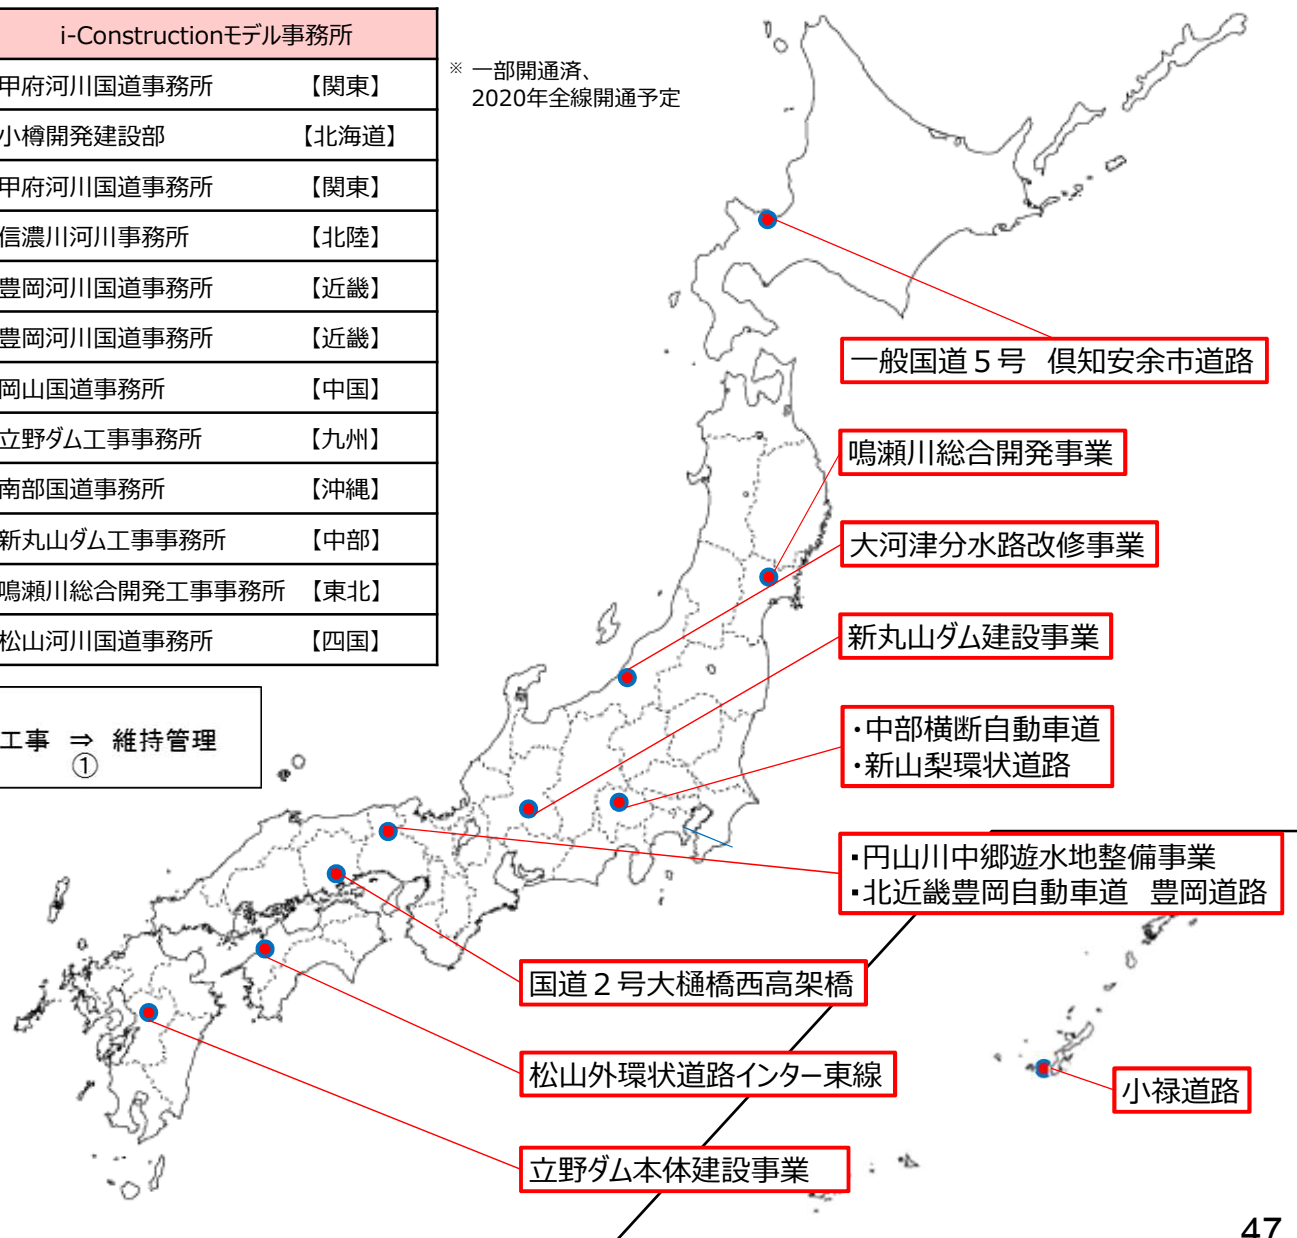 i-Constructionモデル事務所
甲府河川国道事務所 【関東】
小樽開発建設部 【北海道】
甲府河川国道事務所 【関東】
信濃川河川事務所 【北陸】
豊岡河川国道事務所 【近畿】
豊岡河川国道事務所 【近畿】
岡山国道事務所 【中国】
立野ダム工事事務所 【九州】
南部国道事務所 【沖縄】
新丸山ダム工事事務所 【中部】
鳴瀬川総合開発工事事務所 【東北】
松山河川国道事務所 【四国】
※ 一部開通済、
2020年全線開通予定
工事 ⇒ 維持管理
①
一般国道５号 倶知安余市道路
鳴瀬川総合開発事業
大河津分水路改修事業
新丸山ダム建設事業
・中部横断自動車道
・新山梨環状道路
・円山川中郷遊水地整備事業
・北近畿豊岡自動車道 豊岡道路
国道２号大樋橋西高架橋
松山外環状道路インター東線
小禄道路
立野ダム本体建設事業
47